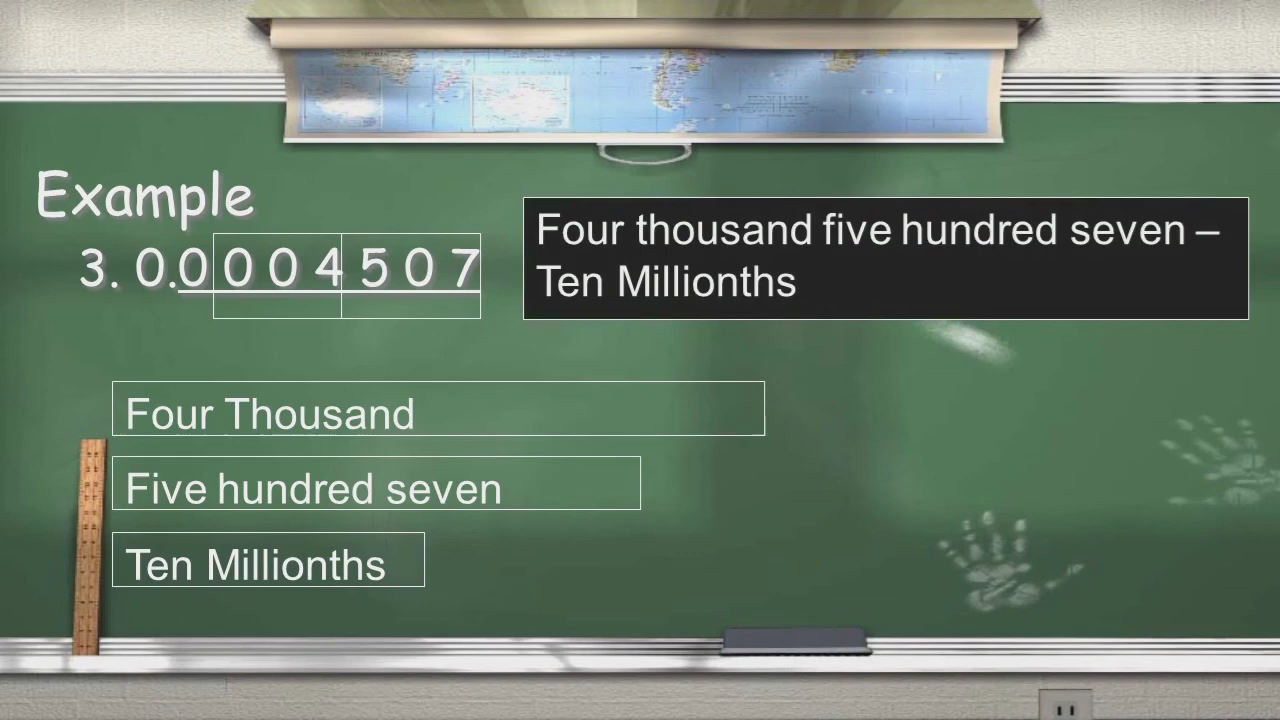 Example
3. 0.0 0 0 4 5 0 7
Four thousand five hundred seven –
Ten Millionths
Four Thousand
Five hundred seven
Ten Millionths